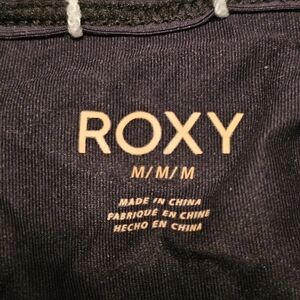 ROXY
M/M/M
MADE IN CHINA
FABRIQUÉ EN CHINE
HECHO EN CHINA